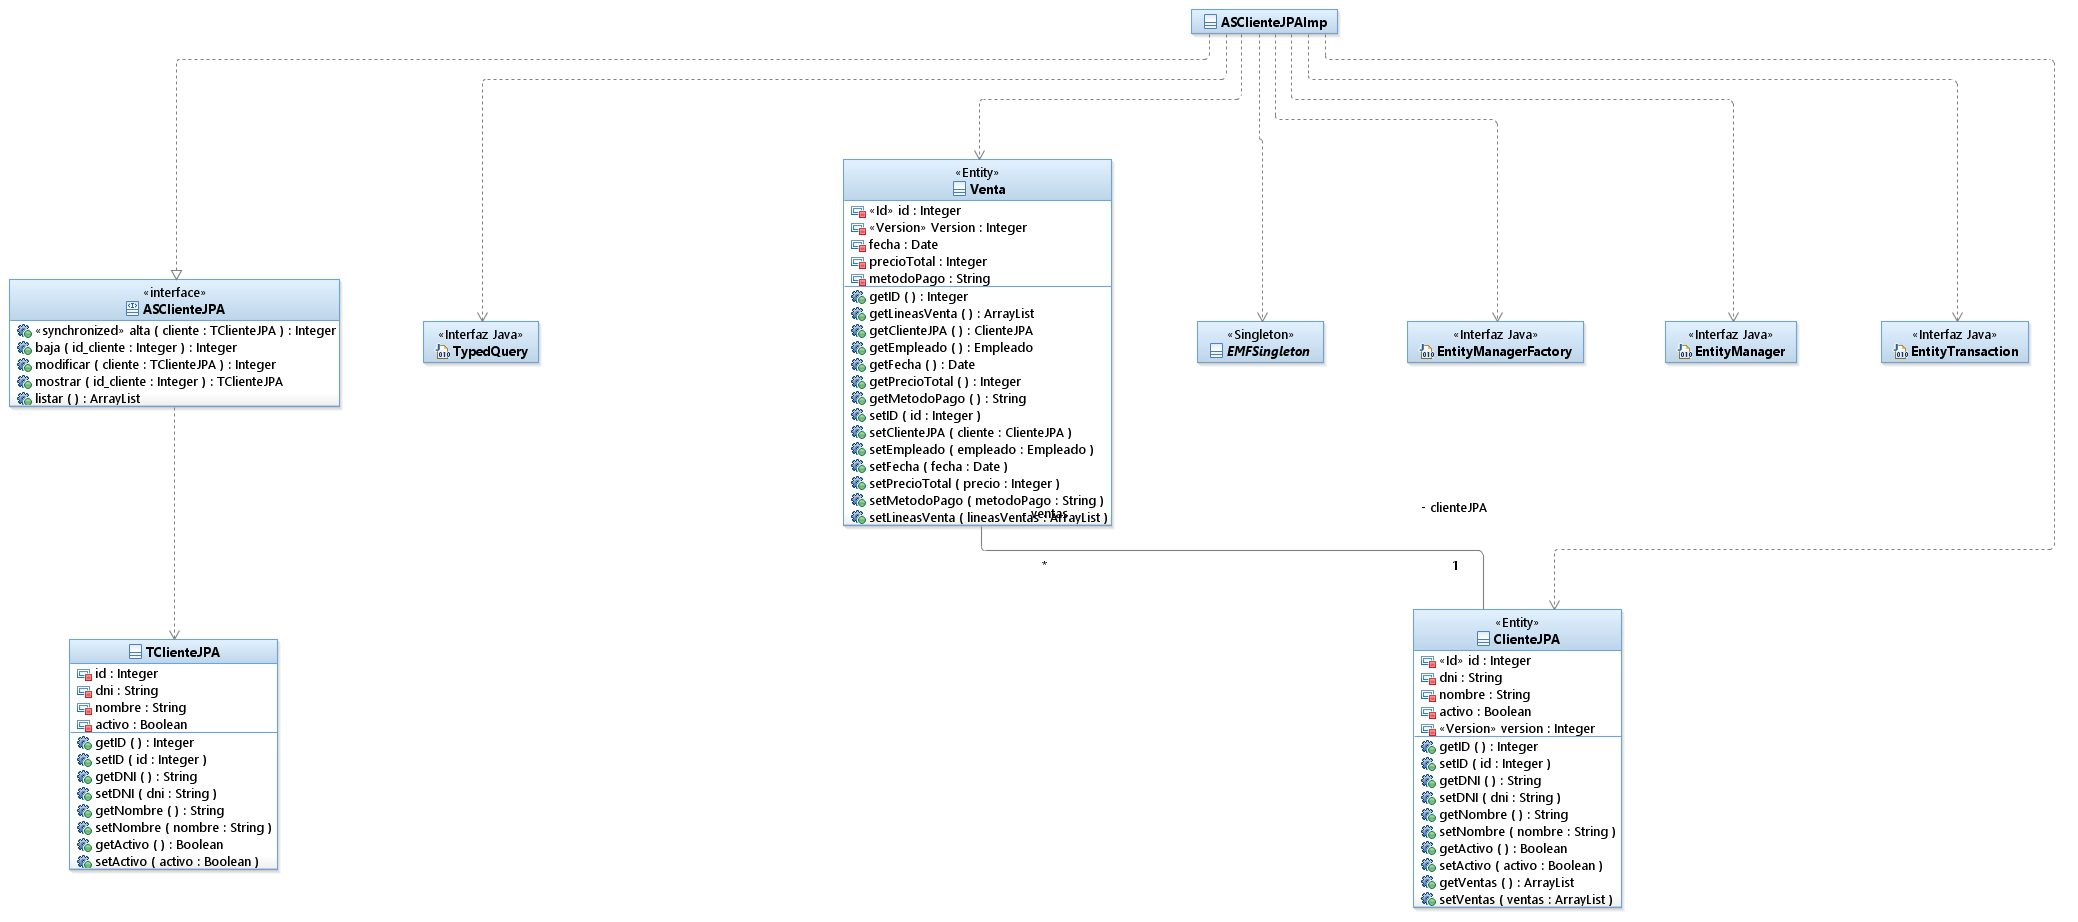 ASClienteJPAImp
«interface»
ASClienteJPA
«synchronized» alta ( cliente : TClienteJPA ) : Integer
baja ( id_cliente : Integer ) : Integer
modificar ( cliente : TClienteJPA ) : Integer
mostrar ( id_cliente : Integer ) : TClienteJPA
listar ( ) : ArrayList
«Interfaz Java»
TypedQuery
«Entity»
Venta
«Id» id : Integer
«Version» Version : Integer
fecha : Date
precioTotal : Integer
metodoPago : String
getID ( ) : Integer
getLineasVenta ( ) : ArrayList
getClienteJPA ( ) : ClienteJPA
getEmpleado ( ) : Empleado
getFecha ( ) : Date
getPrecioTotal ( ) : Integer
getMetodoPago ( ) : String
setID ( id : Integer )
setClienteJPA ( cliente : ClienteJPA )
setEmpleado ( empleado : Empleado )
setFecha ( fecha : Date )
setPrecioTotal ( precio : Integer )
setMetodoPago ( metodoPago : String )
setLineasVenta ( lineasVentas : ArrayList )
ventas
«Singleton»
EMFSingleton
«Interfaz Java»
EntityManagerFactory
«Interfaz Java»
EntityManager
«Interfaz Java»
EntityTransaction
- clienteJPA
*
1
TClienteJPA
id : Integer
dni : String
nombre : String
activo : Boolean
getID ( ) : Integer
setID ( id : Integer )
getDNI ( ) : String
setDNI ( dni : String )
getNombre ( ) : String
setNombre ( nombre : String )
getActivo ( ) : Boolean
setActivo ( activo : Boolean )
«Entity»
ClienteJPA
«Id» id : Integer
dni : String
nombre : String
activo : Boolean
«Version» version : Integer
getID ( ) : Integer
setID ( id : Integer )
getDNI ( ) : String
setDNI ( dni : String )
getNombre ( ) : String
setNombre ( nombre : String )
getActivo ( ) : Boolean
setActivo ( activo : Boolean )
getVentas ( ) : ArrayList
setVentas ( ventas : ArrayList )